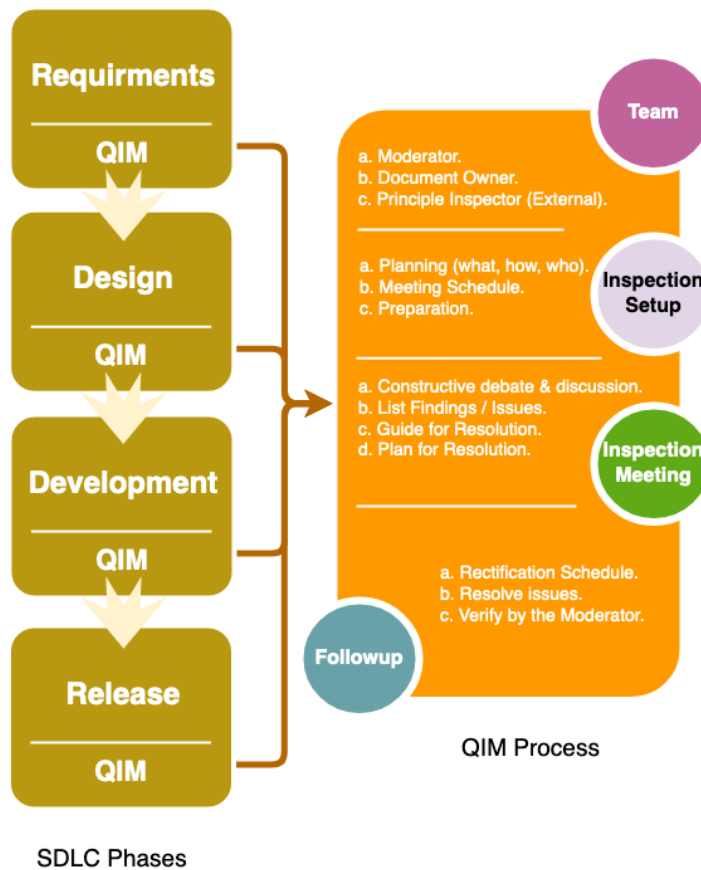 Requirments
QIM
Design
QIM
Development
QIM
Release
QIM
SDLC Phases
Team
a. Moderator.
b. Document Owner.
c. Principle Inspector (External).
Inspection
Setup
a. Planning (what, how, who).
b. Meeting Schedule.
c. Preparation.
Inspection
Meeting
a. Constructive debate & discussion.
b. List Findings / Issues.
c. Guide for Resolution.
d. Plan for Resolution.
Followup
a. Rectification Schedule.
b. Resolve issues.
c. Verify by the Moderator.
QIM Process